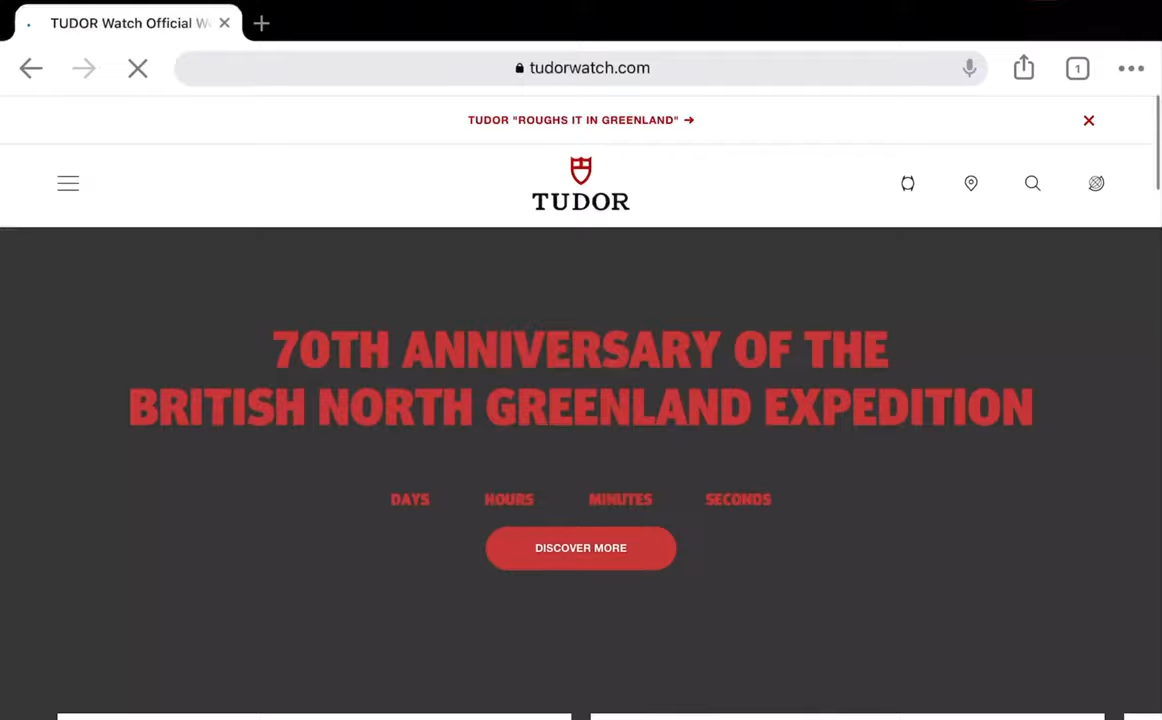 TUDOR Watch Official W
tudorwatch.com
1
TUDOR "ROUGHS IT IN GREENLAND" →
TUDOR
70TH ANNIVERSARY OF THE
BRITISH NORTH GREENLAND EXPEDITION
DAYS HOURS MINUTES SECONDS
DISCOVER MORE